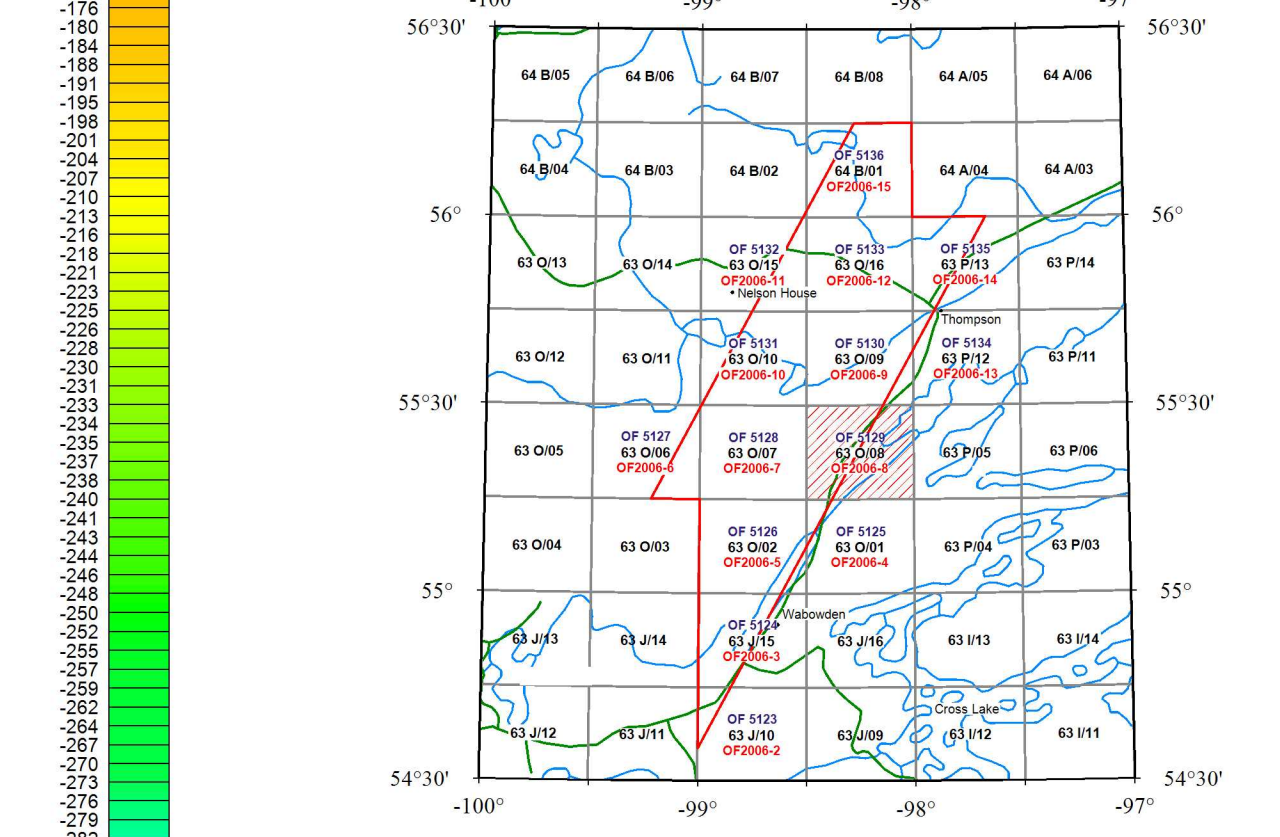 -176
-180
-184
-188
-191
-195
-198
-201
-204
-207
-210
-213
-216
-218
-221
-223
-225
-226
-228
-230
-231
-233
-234
-235
-237
-238
-240
-241
-243
-244
-246
-248
-250
-252
-255
-257
-259
-262
-264
-267
-270
-273
-276
-279
-100° -99° -98° -97°
56°30' 56°30'
64 B/05 64 B/06 64 B/07 64 B/08 64 A/05 64 A/06
OF 5136
64 B/04 64 B/03 64 B/02 64 B/01 64 A/04 64 A/03
OF2006-15
56° 56°
OF 5132 OF 5133 OF 5135
63 O/13 63 O/14 63 O/15 63 O/16 63 P/13 63 P/14
OF2006-11 OF2006-12 OF2006-14
Nelson House
Thompson
OF 5131 OF 5130 OF 5134
63 O/12 63 O/11 63 O/10 63 O/09 63 P/12 63 P/11
OF2006-10 OF2006-9 OF2006-13
55°30' 55°30'
OF 5127 OF 5128 OF 5129
63 O/05 63 O/06 63 O/07 63 O/08 63 P/05 63 P/06
OF2006-6 OF2006-7 OF2006-8
OF 5126 OF 5125
63 O/04 63 O/03 63 O/02 63 O/01 63 P/04 63 P/03
OF2006-5 OF2006-4
55° 55°
Wabowden
OF 5124
63 J/13 63 J/14 63 J/15 63 J/16 63 I/13 63 I/14
OF2006-3
Cross Lake
OF 5123
63 J/12 63 J/11 63 J/10 63 J/09 63 I/12 63 I/11
OF2006-2
54°30' 54°30'
-100° -99° -98° -97°